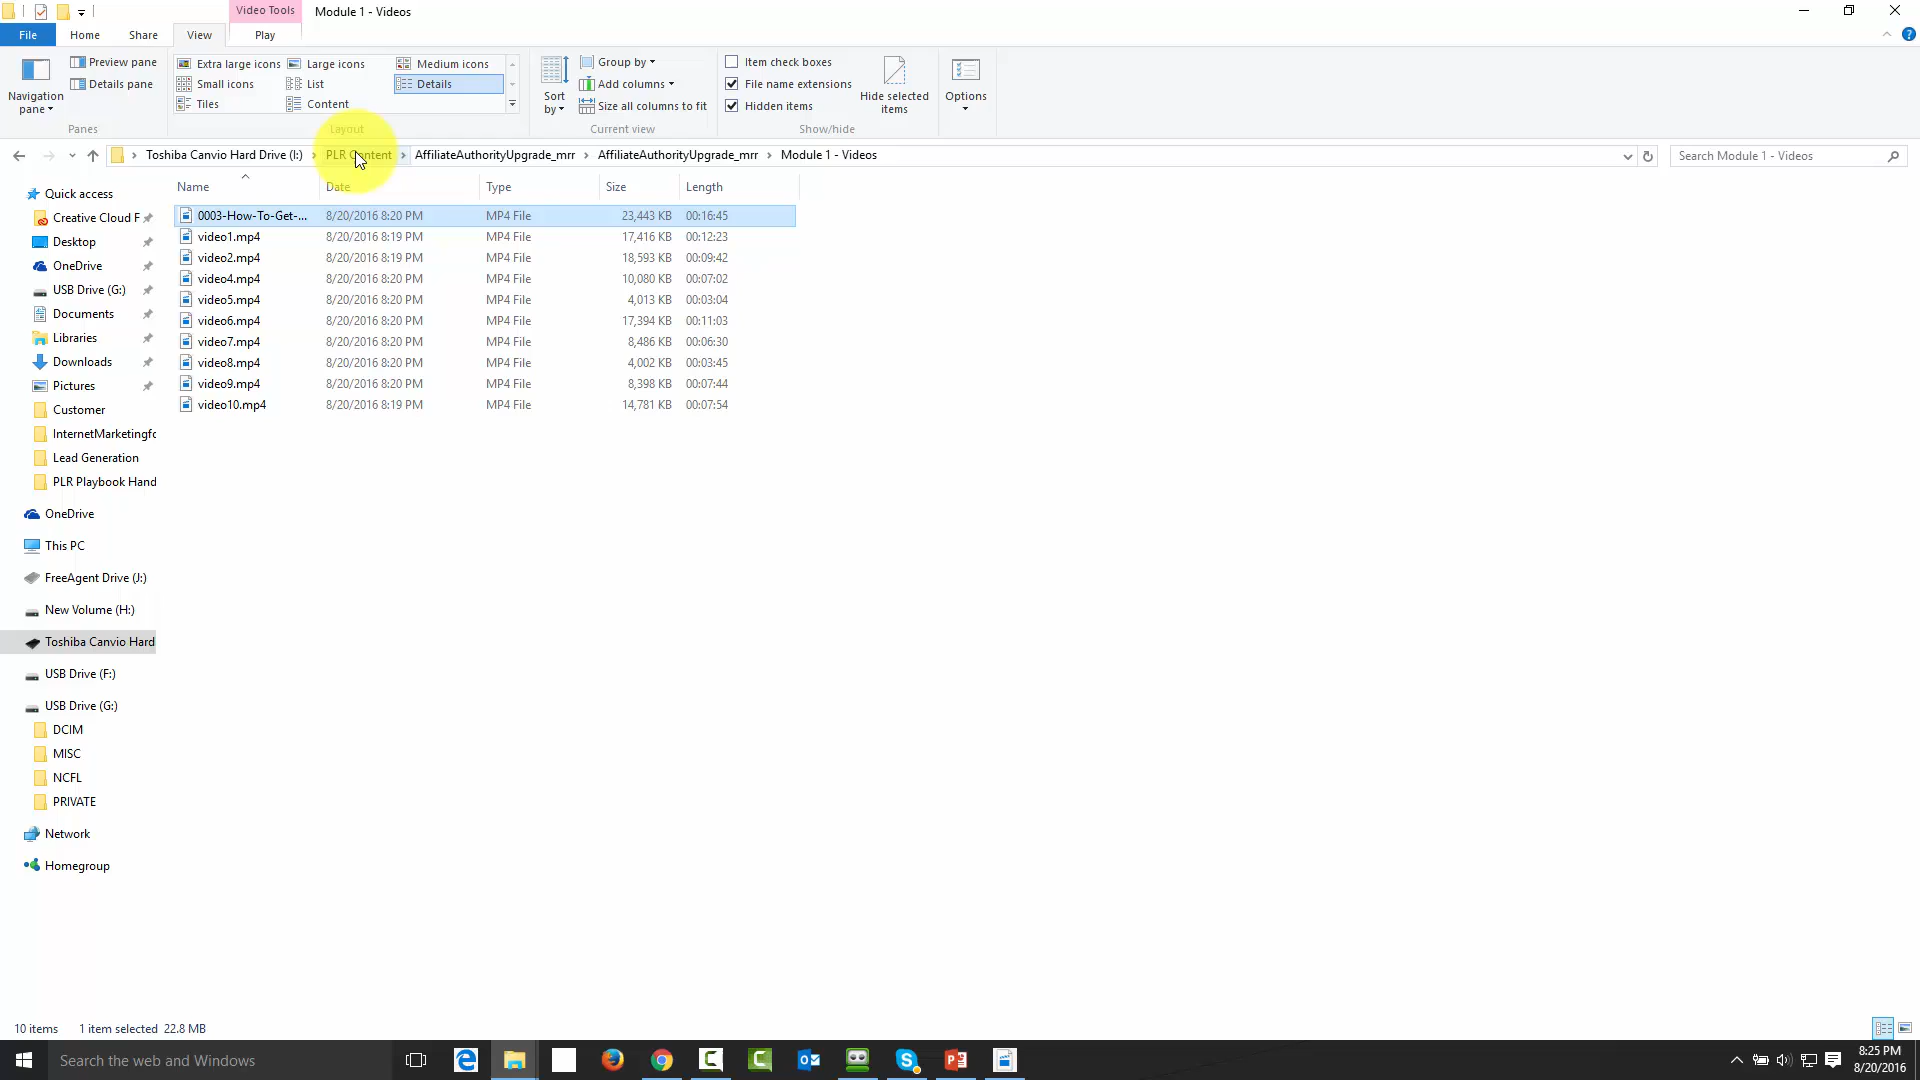 Video Tools
Module 1 - Videos
File
Home
Share
View
Play
Navigation pane
Preview pane
Details pane
Panes
Extra large icons
Large icons
Medium icons
Small icons
List
Details
Tiles
Content
Layout
Sort by
Group by
Add columns
Size all columns to fit
Current view
Item check boxes
File name extensions
Hidden items
Hide selected items
Show/hide
Options
Toshiba Canvio Hard Drive (I:) › PLR Content › AffiliateAuthorityUpgrade_mrr › AffiliateAuthorityUpgrade_mrr › Module 1 - Videos
Search Module 1 - Videos
Name Date Type Size Length
0003-How-To-Get-... 8/20/2016 8:20 PM MP4 File 23,443 KB 00:16:45
video1.mp4 8/20/2016 8:19 PM MP4 File 17,416 KB 00:12:23
video2.mp4 8/20/2016 8:19 PM MP4 File 18,593 KB 00:09:42
video4.mp4 8/20/2016 8:20 PM MP4 File 10,080 KB 00:07:02
video5.mp4 8/20/2016 8:20 PM MP4 File 4,013 KB 00:03:04
video6.mp4 8/20/2016 8:20 PM MP4 File 17,394 KB 00:11:03
video7.mp4 8/20/2016 8:20 PM MP4 File 8,486 KB 00:06:30
video8.mp4 8/20/2016 8:20 PM MP4 File 4,002 KB 00:03:45
video9.mp4 8/20/2016 8:20 PM MP4 File 8,398 KB 00:07:44
video10.mp4 8/20/2016 8:19 PM MP4 File 14,781 KB 00:07:54
Quick access
Creative Cloud F
Desktop
OneDrive
USB Drive (G:)
Documents
Libraries
Downloads
Pictures
Customer
InternetMarketingfo
Lead Generation
PLR Playbook Hand
OneDrive
This PC
FreeAgent Drive (J:)
New Volume (H:)
Toshiba Canvio Hard
USB Drive (F:)
USB Drive (G:)
DCIM
MISC
NCFL
PRIVATE
Network
Homegroup
10 items 1 item selected 22.8 MB
Search the web and Windows
8:25 PM
8/20/2016